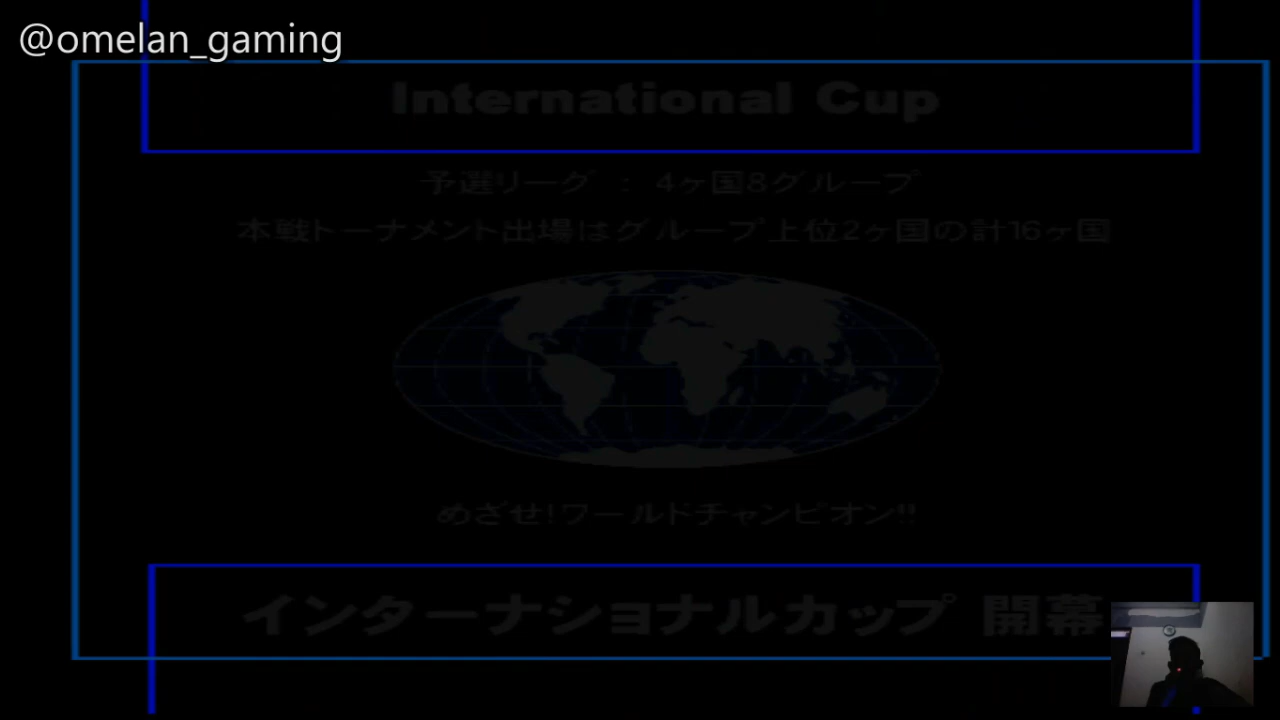 @omelan_gaming
International Cup
予選リーグ : 4ヶ国8グループ
本戦トーナメント出場はグループ上位2ヶ国の計16ヶ国
めざせ!ワールドチャンピオン!!
インターナショナルカップ 開幕